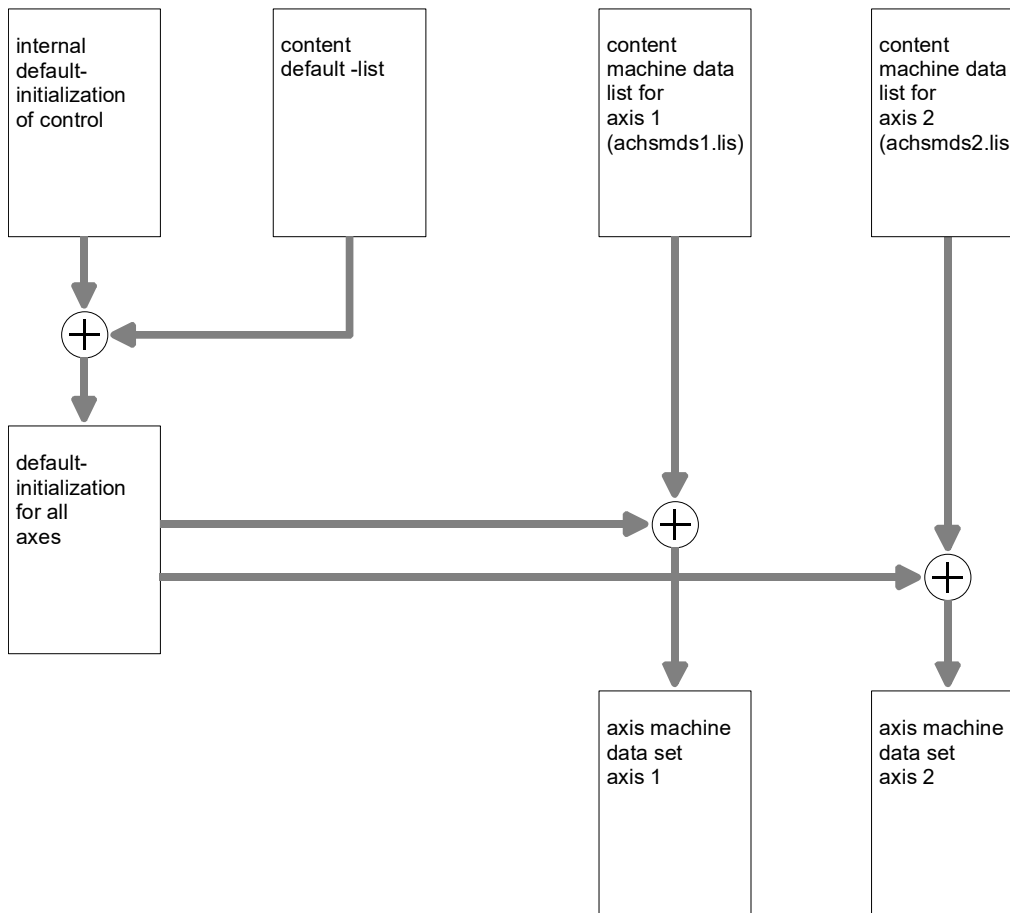 internal
default-
initialization
of control
content
default -list
content
machine data
list for
axis 1
(achsmds1.lis)
content
machine data
list for
axis 2
(achsmds2.lis
default-
initialization
for all
axes
axis machine
data set
axis 1
axis machine
data set
axis 2